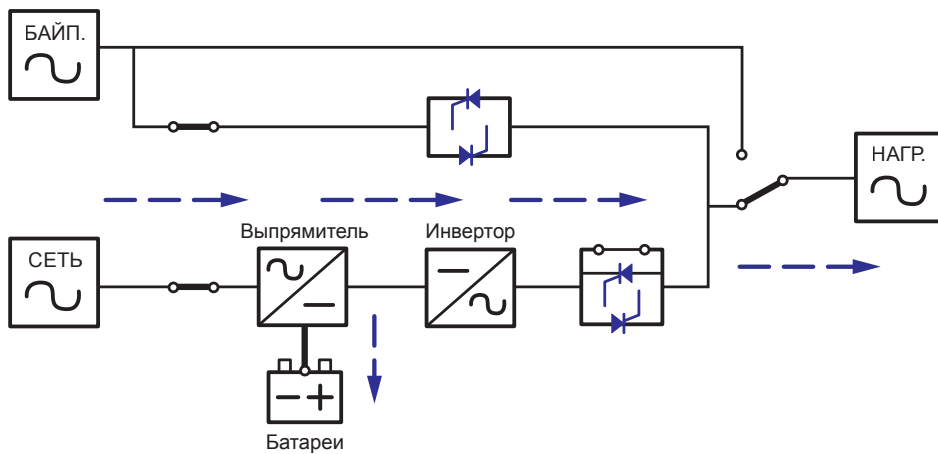 БАЙП.
НАГР.
Выпрямитель
Инвертор
СЕТЬ
Батареи